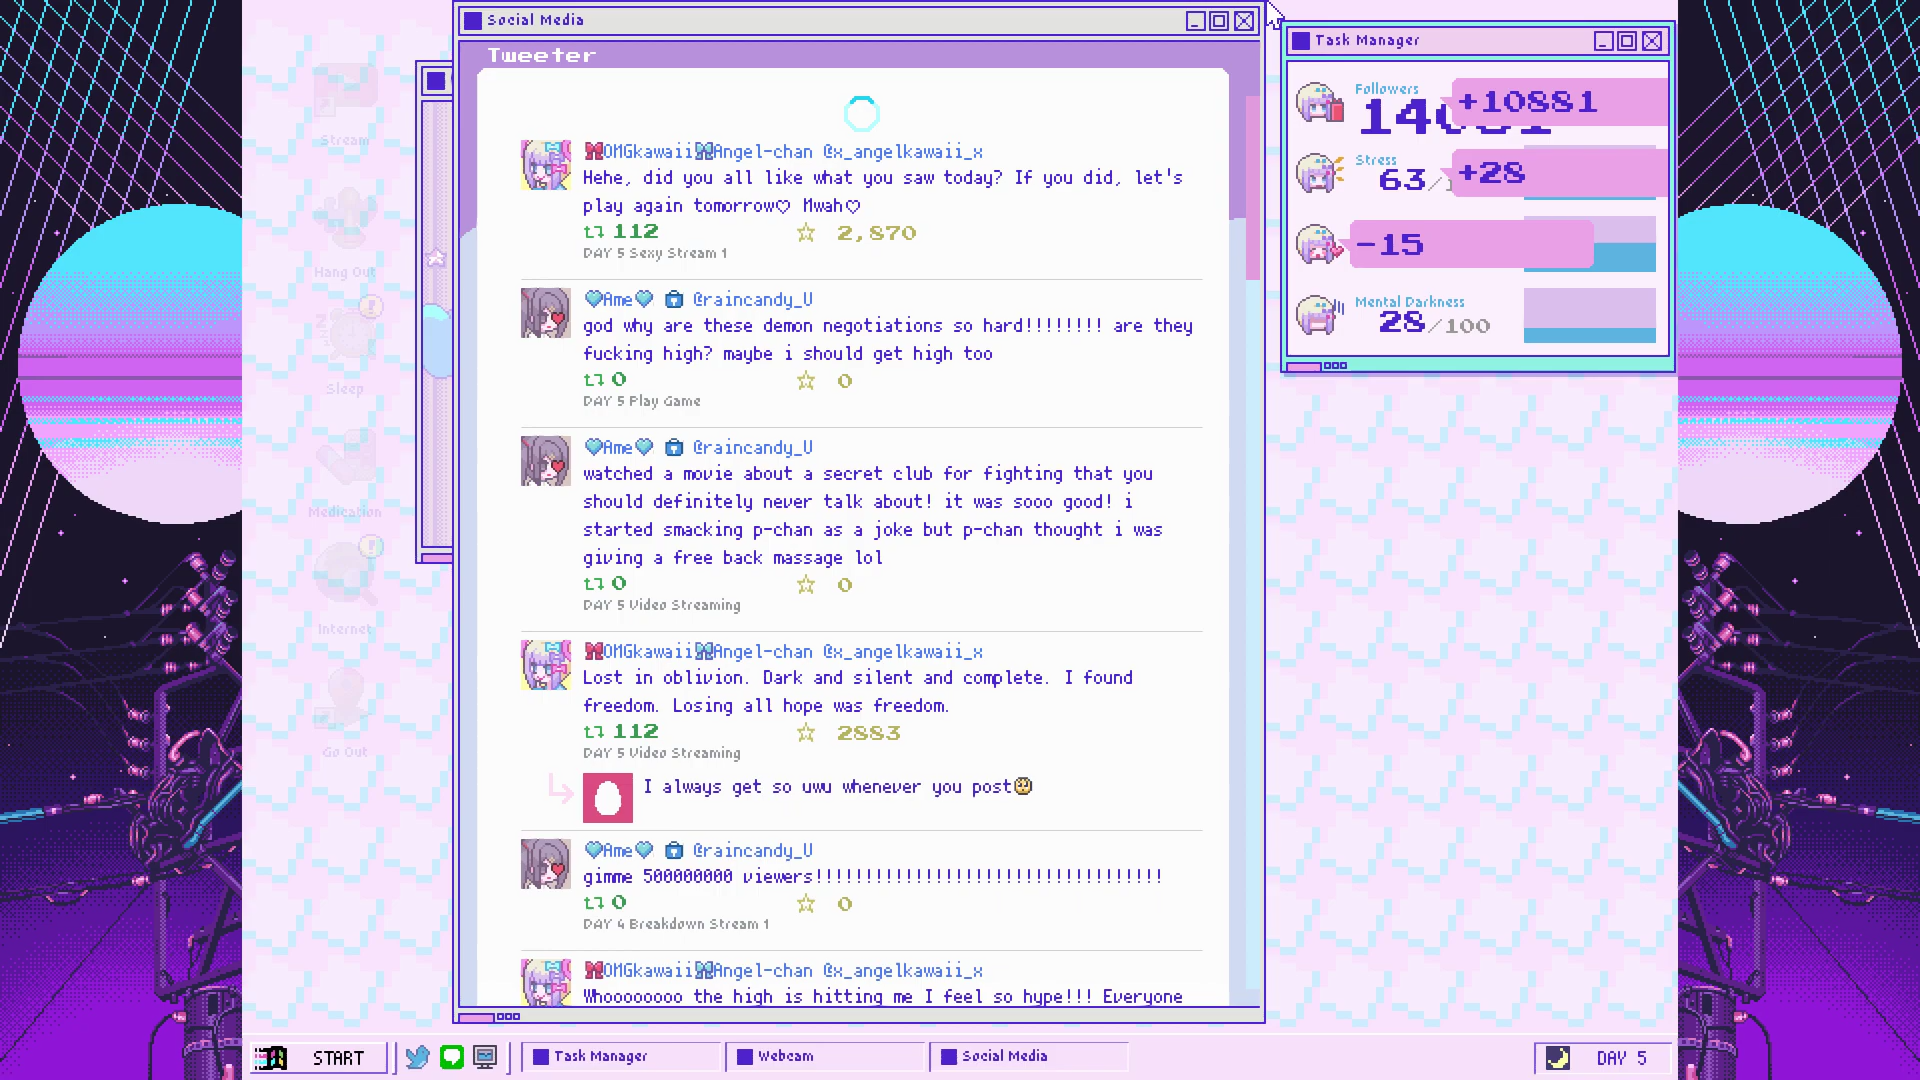 Social Media
Tweeter
OMGkawaiiAngel-chan @x_angelkawaii_x
Hehe, did you all like what you saw today? If you did, let's
play again tomorrow♡ Mwah♡
112 2,870
DAY 5 Sexy Stream 1
Ame @raincandy_U
god why are these demon negotiations so hard!!!!!!!! are they
fucking high? maybe i should get high too
0 0
DAY 5 Play Game
Ame @raincandy_U
watched a movie about a secret club for fighting that you
should definitely never talk about! it was sooo good! i
started smacking p-chan as a joke but p-chan thought i was
giving a free back massage lol
0 0
DAY 5 Video Streaming
OMGkawaiiAngel-chan @x_angelkawaii_x
Lost in oblivion. Dark and silent and complete. I found
freedom. Losing all hope was freedom.
112 2883
DAY 5 Video Streaming
I always get so uwu whenever you post
Ame @raincandy_U
gimme 500000000 viewers!!!!!!!!!!!!!!!!!!!!!!!!!!!!!!!!!!!
0 0
DAY 4 Breakdown Stream 1
OMGkawaiiAngel-chan @x_angelkawaii_x
Whoooooooo the high is hitting me I feel so hype!!! Everyone
Task Manager
Followers
+10881
Stress
63
+28
-15
Mental Darkness
28/100
Stream
Hang Out
Sleep
Medication
Internet
Go Out
START
Task Manager
Webcam
Social Media
DAY 5